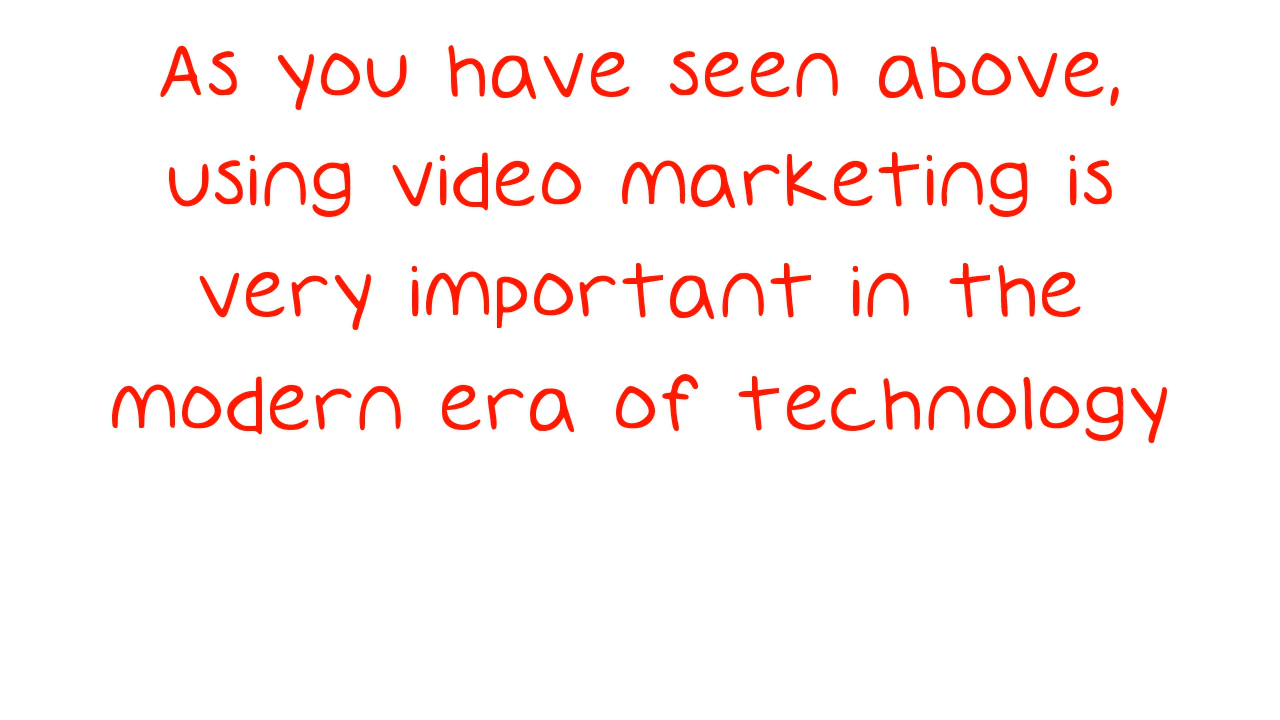 As you have seen above,
using video marketing is
very important in the
modern era of technology